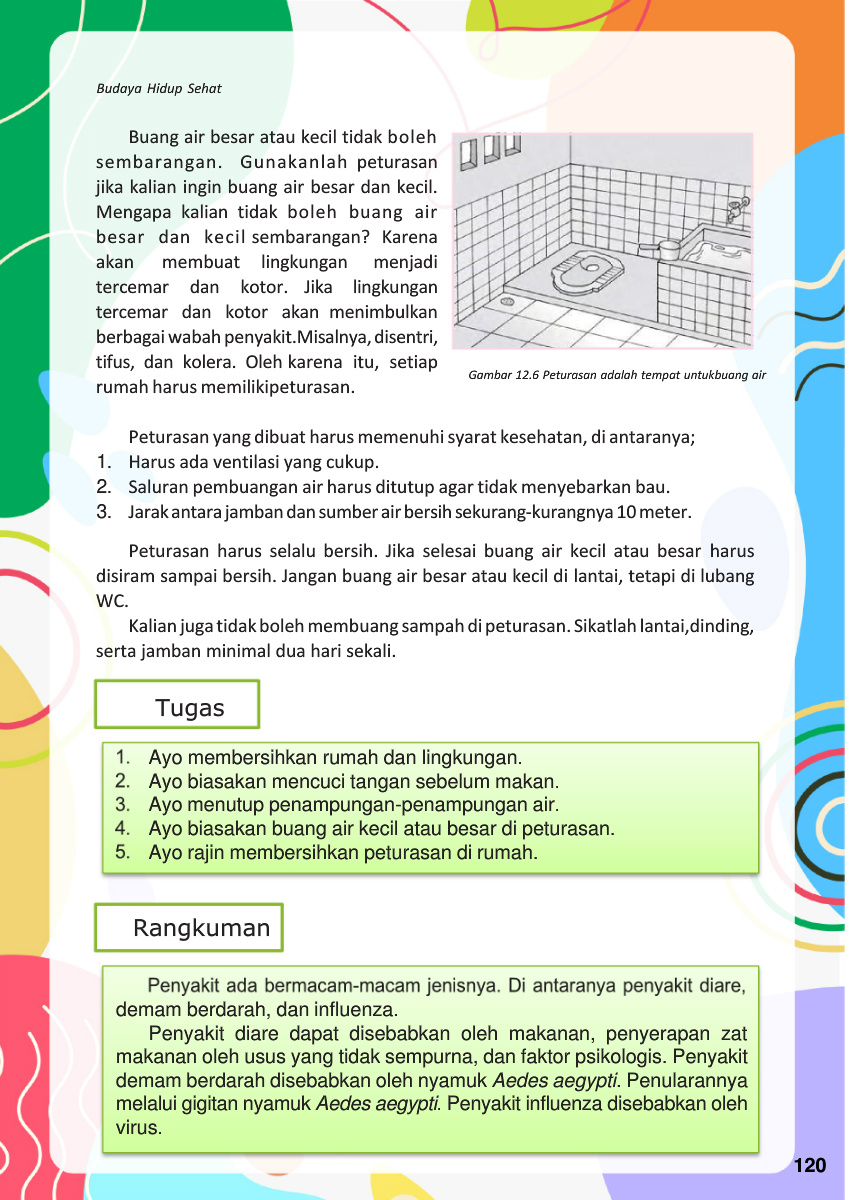 Budaya Hidup Sehat
Buang air besar atau kecil tidak boleh
sembarangan. Gunakanlah peturasan
jika kalian ingin buang air besar dan kecil.
Mengapa kalian tidak boleh buang air
besar dan kecil sembarangan? Karena
akan membuat lingkungan menjadi
tercemar dan kotor. Jika lingkungan
tercemar dan kotor akan menimbulkan
berbagai wabah penyakit.Misalnya, disentri,
tifus, dan kolera. Oleh karena itu, setiap
rumah harus memilikipeturasan.
Gambar 12.6 Peturasan adalah tempat untukbuang air
Peturasan yang dibuat harus memenuhi syarat kesehatan, di antaranya;
1. Harus ada ventilasi yang cukup.
2. Saluran pembuangan air harus ditutup agar tidak menyebarkan bau.
3. Jarak antara jamban dan sumber air bersih sekurang-kurangnya 10 meter.
Peturasan harus selalu bersih. Jika selesai buang air kecil atau besar harus
disiram sampai bersih. Jangan buang air besar atau kecil di lantai, tetapi di lubang
WC.
Kalian juga tidak boleh membuang sampah di peturasan. Sikatlah lantai,dinding,
serta jamban minimal dua hari sekali.
Tugas
1. Ayo membersihkan rumah dan lingkungan.
2. Ayo biasakan mencuci tangan sebelum makan.
3. Ayo menutup penampungan-penampungan air.
4. Ayo biasakan buang air kecil atau besar di peturasan.
5. Ayo rajin membersihkan peturasan di rumah.
Rangkuman
Penyakit ada bermacam-macam jenisnya. Di antaranya penyakit diare,
demam berdarah, dan influenza.
Penyakit diare dapat disebabkan oleh makanan, penyerapan zat
makanan oleh usus yang tidak sempurna, dan faktor psikologis. Penyakit
demam berdarah disebabkan oleh nyamuk Aedes aegypti. Penularannya
melalui gigitan nyamuk Aedes aegypti. Penyakit influenza disebabkan oleh
virus.
120